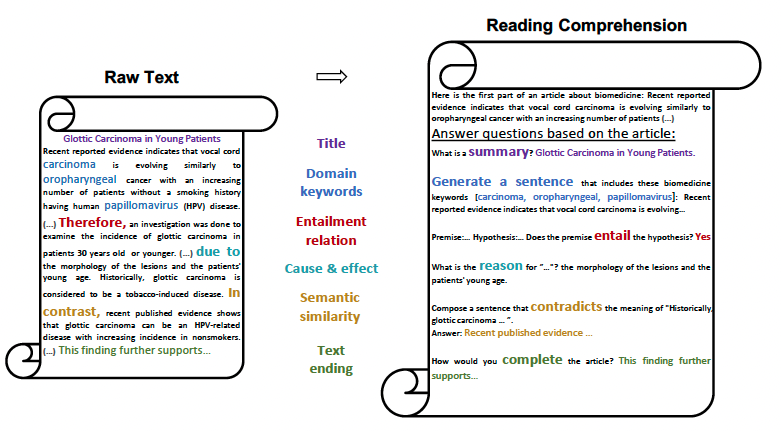 Reading Comprehension
Raw Text
Glottic Carcinoma in Young Patients
Recent reported evidence indicates that vocal cord
carcinoma is evolving similarly to
oropharyngeal cancer with an increasing
number of patients without a smoking history
having human papillomavirus (HPV) disease.
(...) Therefore, an investigation was done to
examine the incidence of glottic carcinoma in
patients 30 years old or younger. (...) due to
the morphology of the lesions and the patients'
young age. Historically, glottic carcinoma is
considered to be a tobacco-induced disease. In
contrast, recent published evidence shows
that glottic carcinoma can be an HPV-related
disease with increasing incidence in nonsmokers.
(...) This finding further supports...
Title
Domain
keywords
Entailment
relation
Cause & effect
Semantic
similarity
Text
ending
Here is the first part of an article about biomedicine: Recent reported
evidence indicates that vocal cord carcinoma is evolving similarly to
oropharyngeal cancer with an increasing number of patients (...)
Answer questions based on the article:
What is a summary? Glottic Carcinoma in Young Patients.
Generate a sentence that includes these biomedicine
keywords [carcinoma, oropharyngeal, papillomavirus]: Recent
reported evidence indicates that vocal cord carcinoma is evolving...
Premise:... Hypothesis:... Does the premise entail the hypothesis? Yes
What is the reason for "..."? the morphology of the lesions and the
patients' young age.
Compose a sentence that contradicts the meaning of "Historically,
glottic carcinoma ... ".
Answer: Recent published evidence ...
How would you complete the article? This finding further
supports...